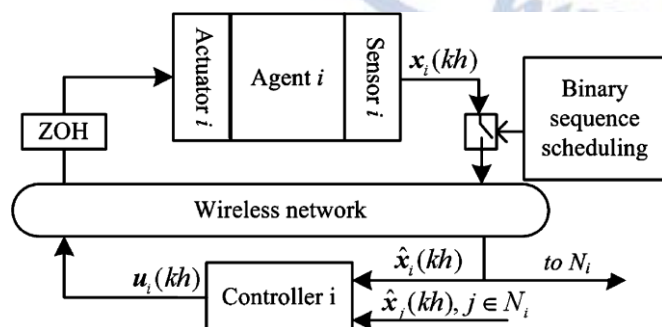 Actuator i
Agent i
Sensor i
x_i(kh)
ZOH
Binary
sequence
scheduling
Wireless network
u_i(kh)
x̂_i(kh)
to N_i
Controller i
x̂_j(kh), j ∈ N_i